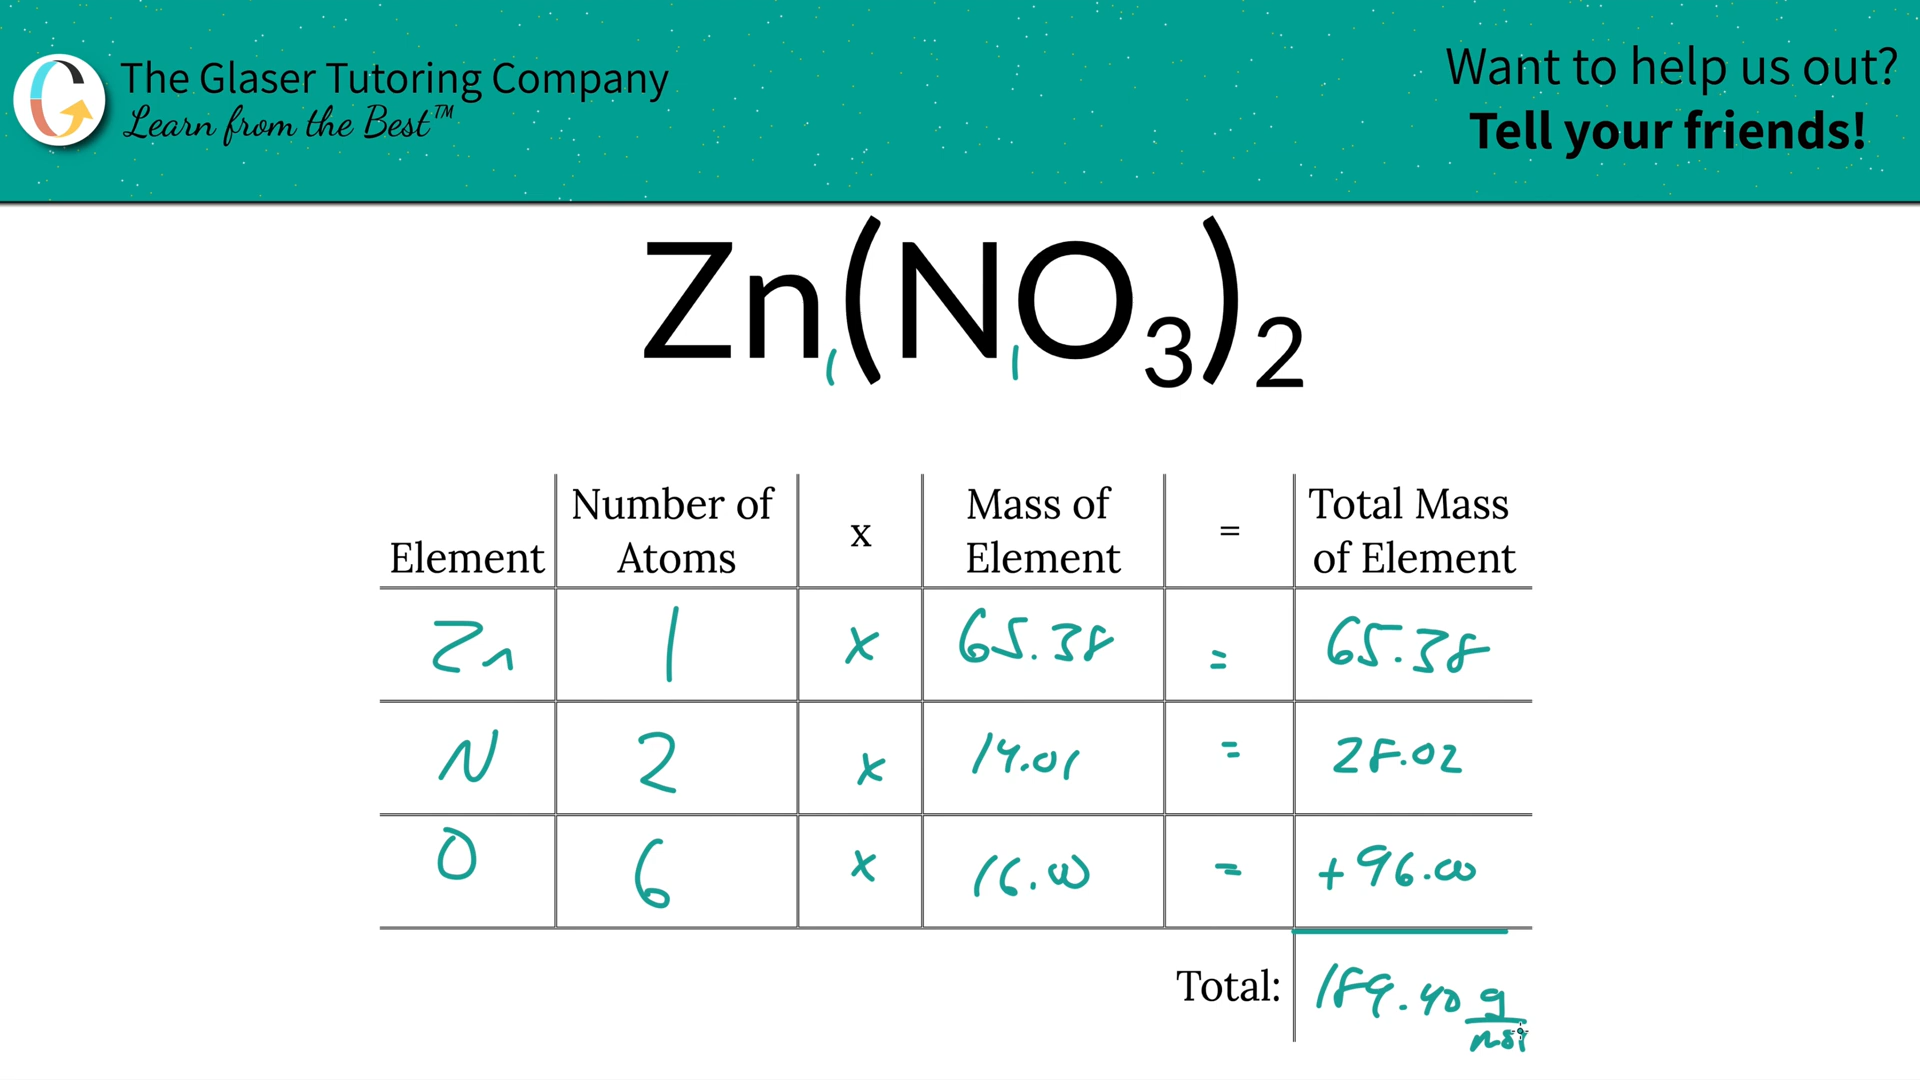 The Glaser Tutoring Company
Learn from the Best™
Want to help us out?
Tell your friends!
Zn₁(N₁O₃)₂
Element | Number of Atoms | x | Mass of Element | = | Total Mass of Element
Zn 1 x 65.38 = 65.38
N 2 x 14.01 = 28.02
O 6 x 16.00 = +96.00
Total: 189.40 g/mol